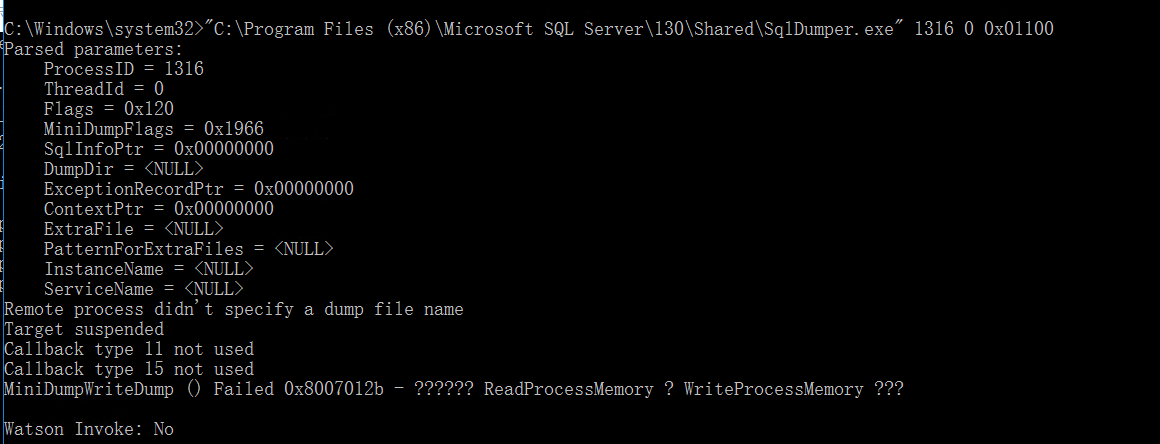 C:\Windows\system32>"C:\Program Files (x86)\Microsoft SQL Server\130\Shared\SqlDumper.exe" 1316 0 0x01100
Parsed parameters:
    ProcessID = 1316
    ThreadId = 0
    Flags = 0x120
    MiniDumpFlags = 0x1966
    SqlInfoPtr = 0x00000000
    DumpDir = <NULL>
    ExceptionRecordPtr = 0x00000000
    ContextPtr = 0x00000000
    ExtraFile = <NULL>
    PatternForExtraFiles = <NULL>
    InstanceName = <NULL>
    ServiceName = <NULL>
Remote process didn't specify a dump file name
Target suspended
Callback type 11 not used
Callback type 15 not used
MiniDumpWriteDump () Failed 0x8007012b - ?????? ReadProcessMemory ? WriteProcessMemory ???
Watson Invoke: No